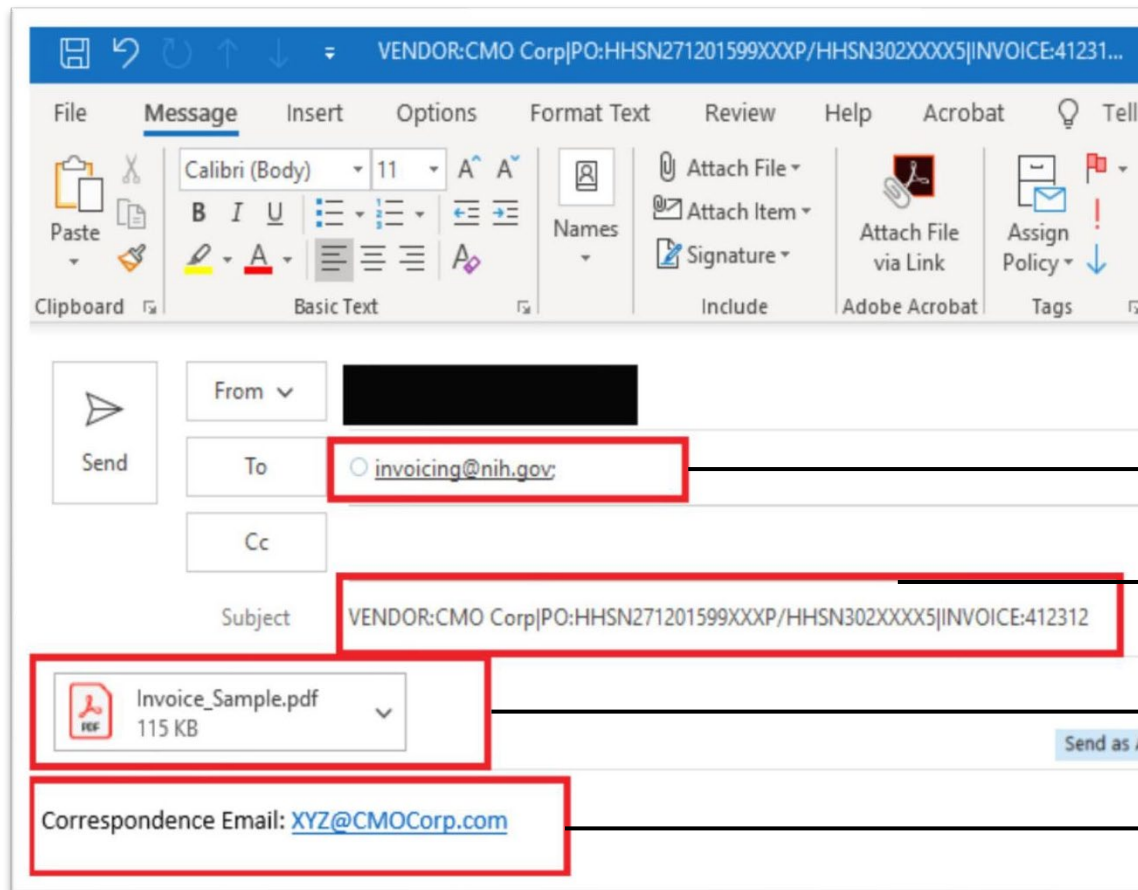 VENDOR:CMO Corp|PO:HHSN271201599XXXP/HHSN302XXXX5|INVOICE:41231...
File Message Insert Options Format Text Review Help Acrobat Tell
Calibri (Body) 11 A A
Attach File
B I U
Attach Item
Paste
Names
Attach File via Link
Assign Policy
A
Signature
Clipboard Basic Text Include Adobe Acrobat Tags
From
Send
To invoicing@nih.gov;
Cc
Subject VENDOR:CMO Corp|PO:HHSN271201599XXXP/HHSN302XXXX5|INVOICE:412312
Invoice_Sample.pdf
PDF 115 KB
Send as
Correspondence Email: XYZ@CMOCorp.com